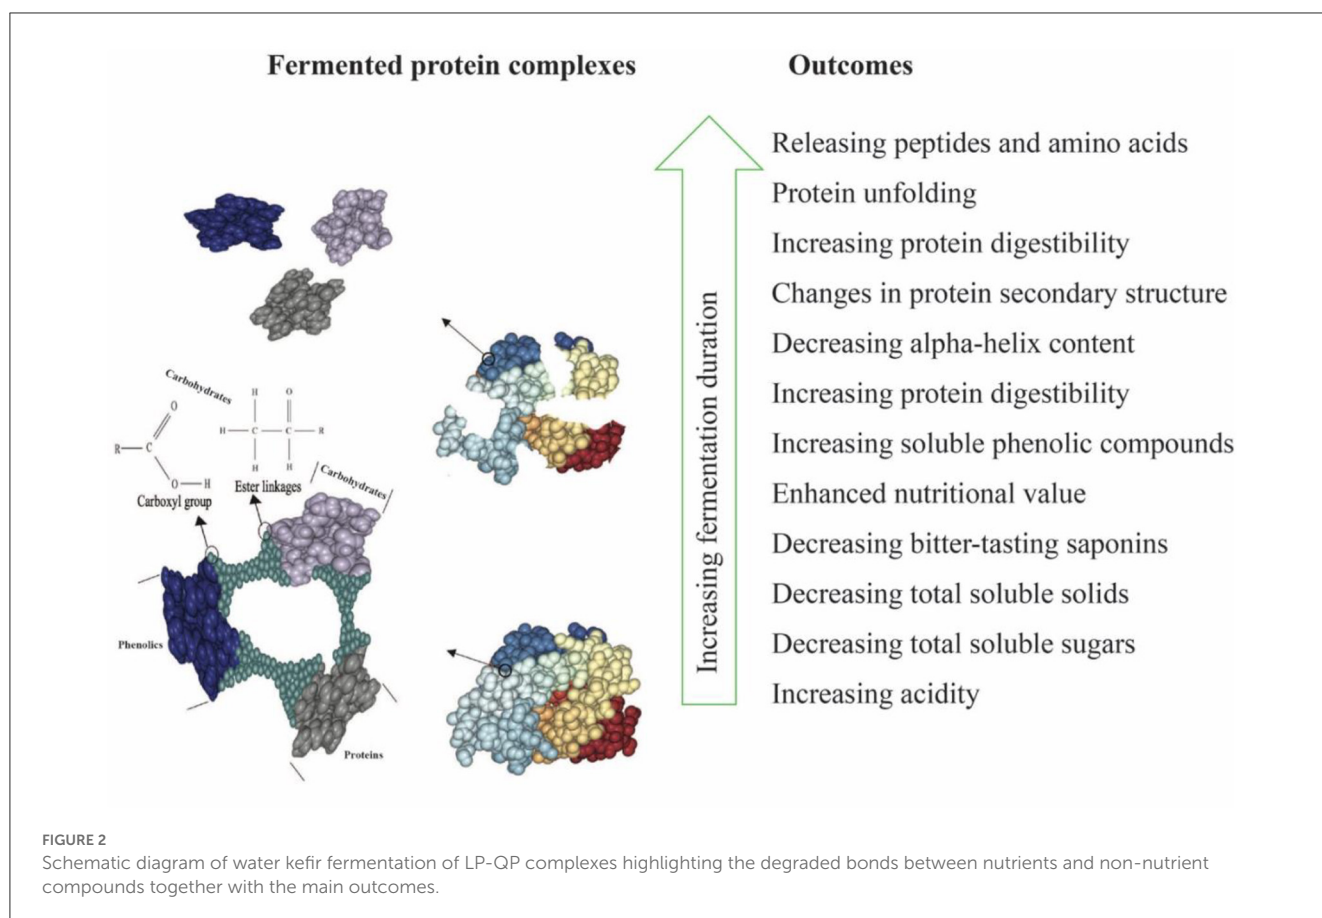 Fermented protein complexes
Outcomes
Increasing fermentation duration
Releasing peptides and amino acids
Protein unfolding
Increasing protein digestibility
Changes in protein secondary structure
Decreasing alpha-helix content
Increasing protein digestibility
Increasing soluble phenolic compounds
Enhanced nutritional value
Decreasing bitter-tasting saponins
Decreasing total soluble solids
Decreasing total soluble sugars
Increasing acidity
Carbohydrates
O
R C
O H
Carboxyl group
H O
H C C R
H H
Ester linkages
Carbohydrates
Phenolics
Proteins
FIGURE 2
Schematic diagram of water kefir fermentation of LP-QP complexes highlighting the degraded bonds between nutrients and non-nutrient
compounds together with the main outcomes.